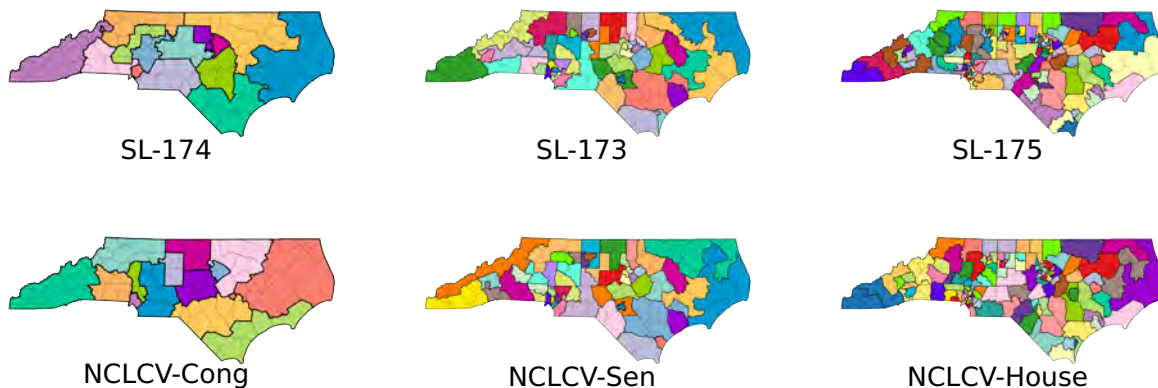 SL-174
SL-173
SL-175
NCLCV-Cong
NCLCV-Sen
NCLCV-House